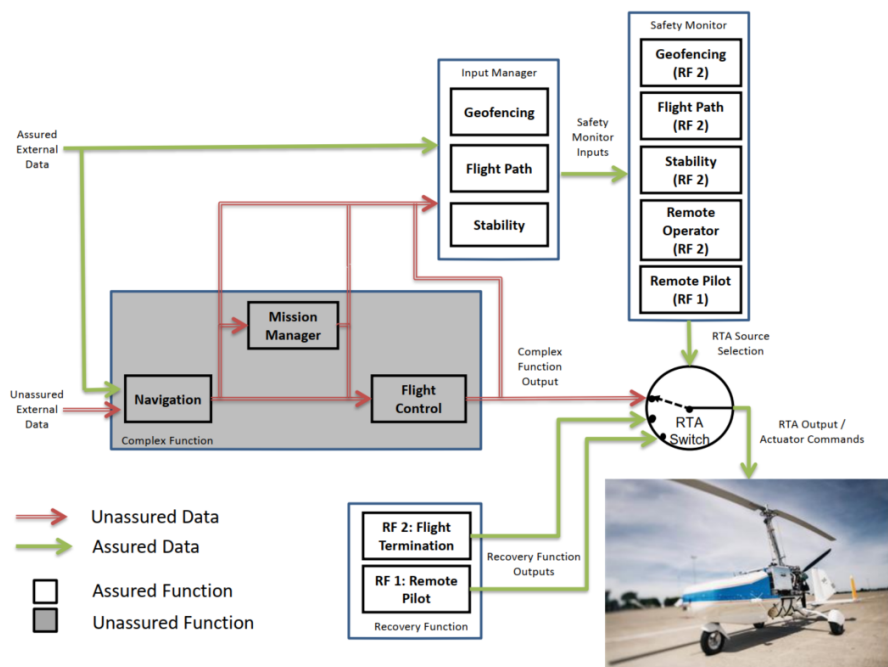 Safety Monitor
Geofencing
(RF 2)
Flight Path
(RF 2)
Stability
(RF 2)
Remote
Operator
(RF 2)
Remote Pilot
(RF 1)
Input Manager
Geofencing
Flight Path
Stability
Safety
Monitor
Inputs
Assured
External
Data
Mission
Manager
Unassured
External
Data
Navigation
Flight
Control
Complex Function
Complex
Function
Output
RTA Source
Selection
RTA
Switch
RTA Output /
Actuator Commands
Unassured Data
Assured Data
Assured Function
Unassured Function
RF 2: Flight
Termination
RF 1: Remote
Pilot
Recovery Function
Recovery Function
Outputs